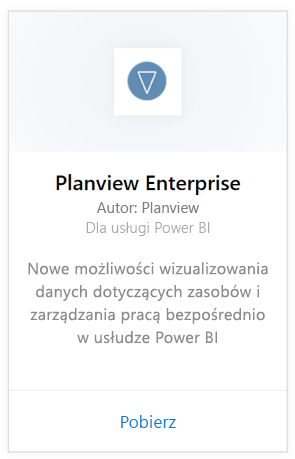 Planview Enterprise
Autor: Planview
Dla usługi Power BI
Nowe możliwości wizualizowania
danych dotyczących zasobów i
zarządzania pracą bezpośrednio
w usłudze Power BI
Pobierz